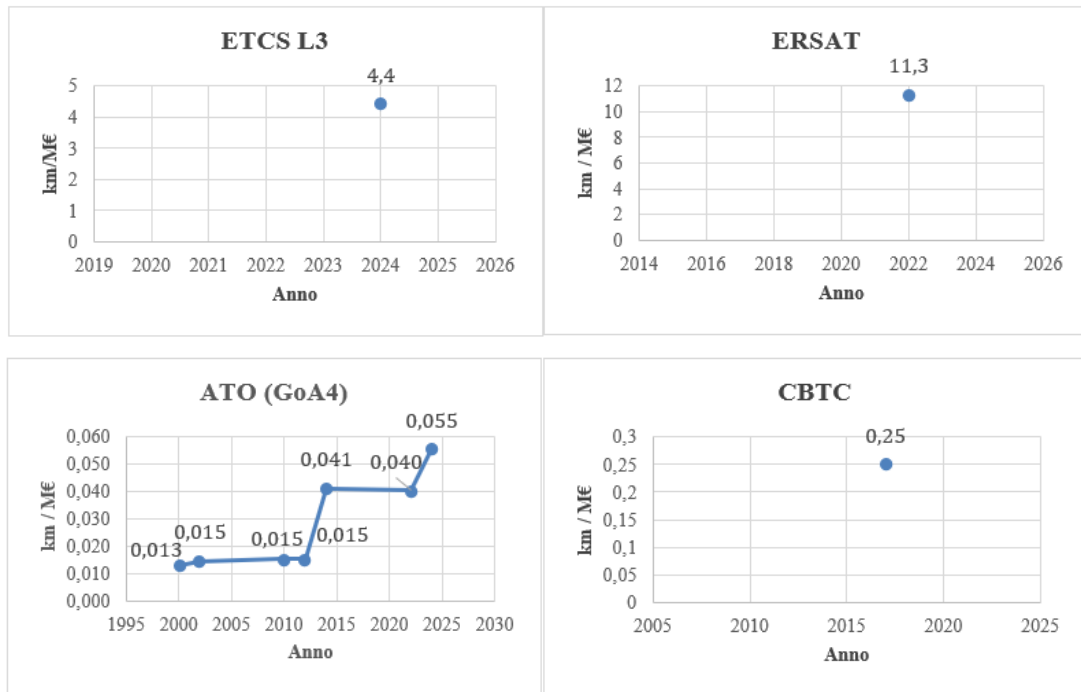 ETCS L3
4,4
5
4
3
2
1
0
km/M€
2019 2020 2021 2022 2023 2024 2025 2026
Anno
ERSAT
11,3
12
10
8
6
4
2
0
km / M€
2014 2016 2018 2020 2022 2024 2026
Anno
ATO (GoA4)
0,060
0,050
0,040
0,030
0,020
0,010
0,000
km / M€
0,013
0,015
0,015
0,015
0,041
0,040
0,055
1995 2000 2005 2010 2015 2020 2025 2030
Anno
CBTC
0,25
0,3
0,25
0,2
0,15
0,1
0,05
0
km / M€
2005 2010 2015 2020 2025
Anno